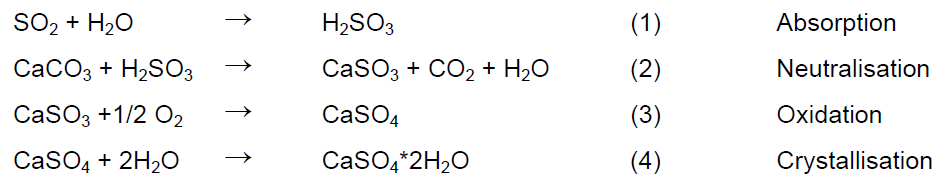 SO₂ + H₂O → H₂SO₃ (1) Absorption
CaCO₃ + H₂SO₃ → CaSO₃ + CO₂ + H₂O (2) Neutralisation
CaSO₃ +1/2 O₂ → CaSO₄ (3) Oxidation
CaSO₄ + 2H₂O → CaSO₄*2H₂O (4) Crystallisation